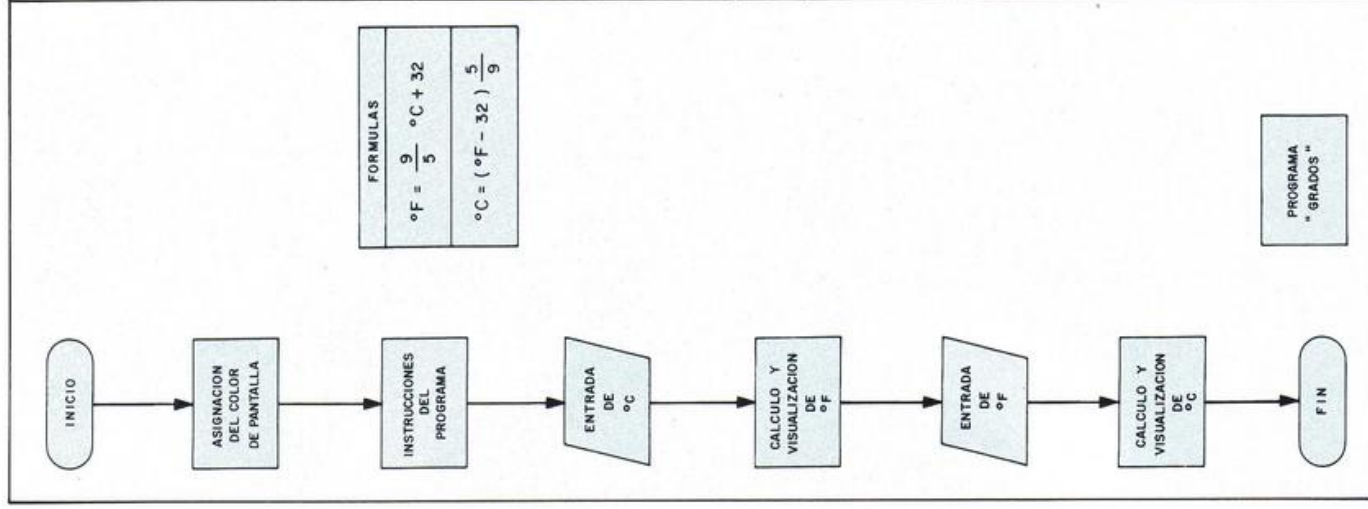 INICIO
ASIGNACION
DEL COLOR
DE PANTALLA
INSTRUCCIONES
DEL
PROGRAMA
ENTRADA
DE
°C
CALCULO Y
VISUALIZACION
DE
°F
ENTRADA
DE
°F
CALCULO Y
VISUALIZACION
DE
°C
FIN
FORMULAS
°F = 9/5 °C + 32
°C = (°F - 32) 5/9
PROGRAMA
"GRADOS"